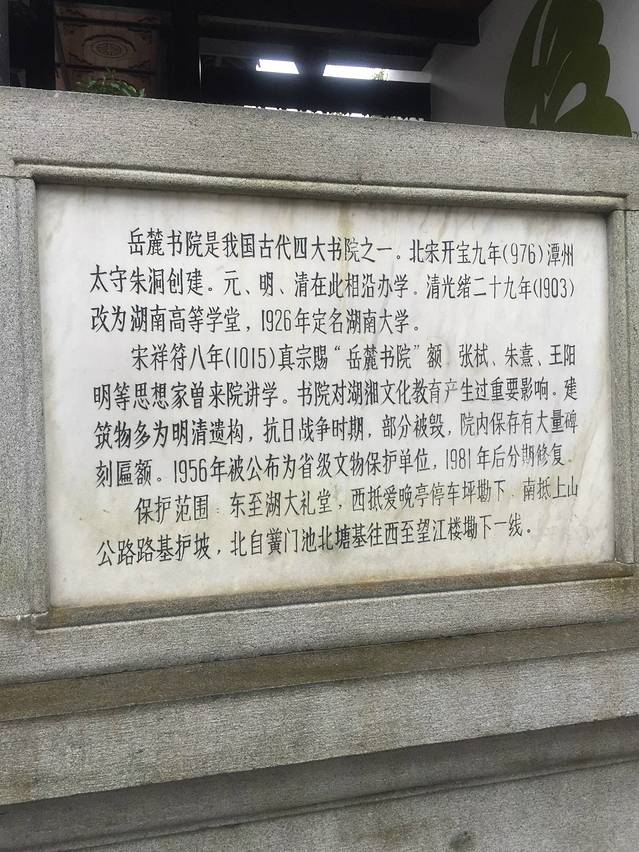 岳麓书院是我国古代四大书院之一。北宋开宝九年(976)潭州
太守朱洞创建。元、明、清在此相沿办学。清光绪二十九年(1903)
改为湖南高等学堂，1926年定名湖南大学。
宋祥符八年(1015)真宗赐“岳麓书院”额，张栻、朱熹、王阳
明等思想家曾来院讲学。书院对湖湘文化教育产生过重要影响。建
筑物多为明清遗构，抗日战争时期，部分被毁，院内保存有大量碑
刻匾额。1956年被公布为省级文物保护单位，1981年后分期修复。
保护范围：东至湖大礼堂，西抵爱晚亭停车坪勘下，南抵上山
公路路基护坡，北自黉门池北塘基往西至望江楼勘下一线。